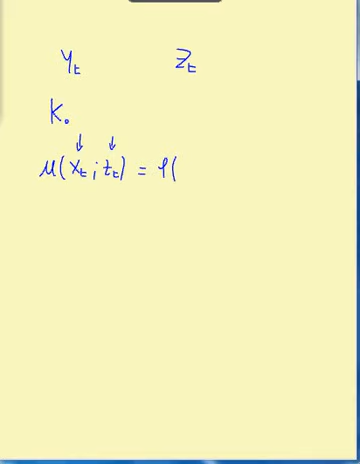 Y_t Z_t
K_0
↓ ↓
μ(X_t ; t_t) = f(